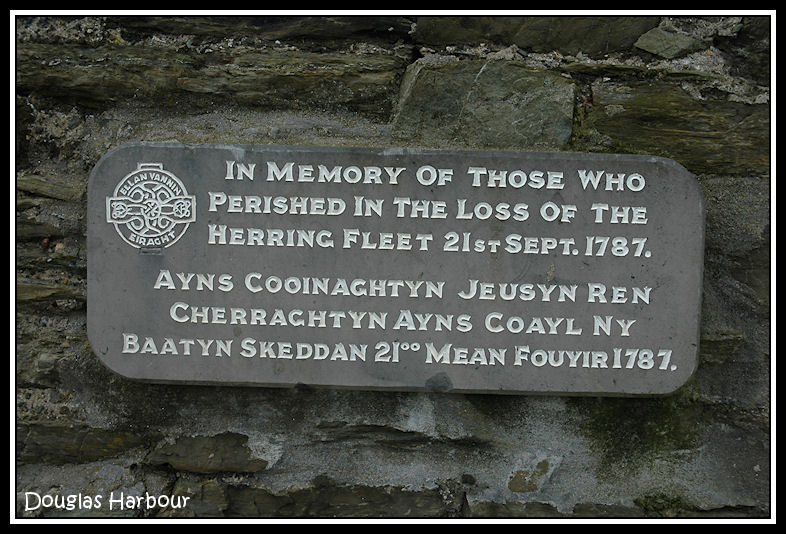 ELLAN VANNIN
EIRAGHT
IN MEMORY OF THOSE WHO
PERISHED IN THE LOSS OF THE
HERRING FLEET 21ST SEPT. 1787.
AYNS COOINAGHTYN JEUSYN REN
CHERRAGHTYN AYNS COAYL NY
BAATYN SKEDDAN 21OO MEAN FOUYIR 1787.
Douglas Harbour